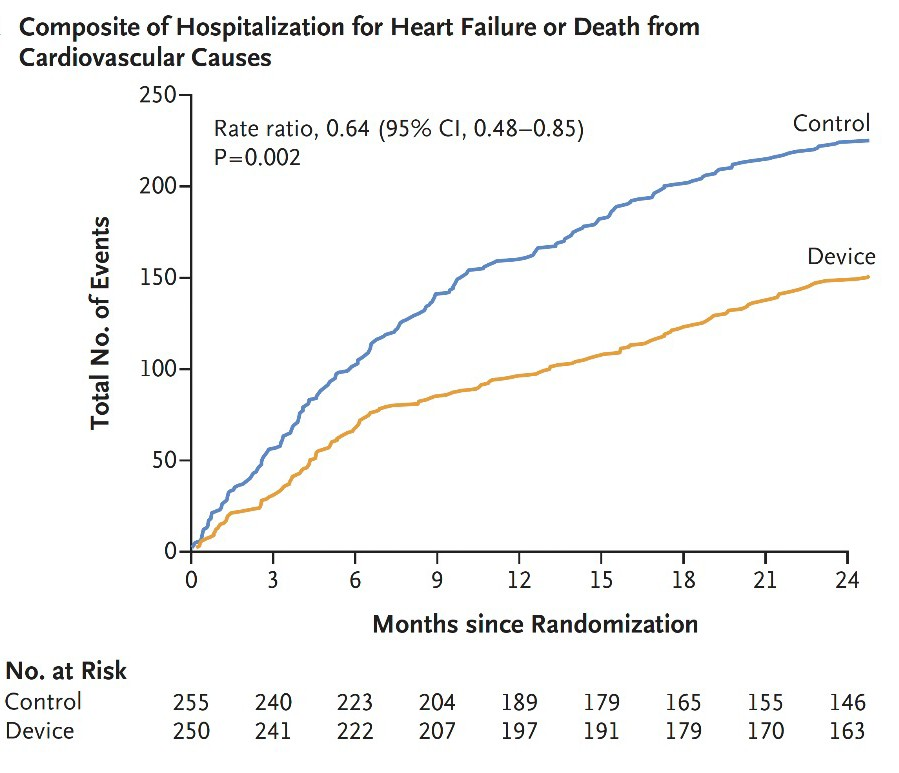 Composite of Hospitalization for Heart Failure or Death from
Cardiovascular Causes
250
Rate ratio, 0.64 (95% CI, 0.48–0.85)
P=0.002
Control
200
Device
150
100
50
0
Total No. of Events
0 3 6 9 12 15 18 21 24
Months since Randomization
No. at Risk
Control 255 240 223 204 189 179 165 155 146
Device 250 241 222 207 197 191 179 170 163